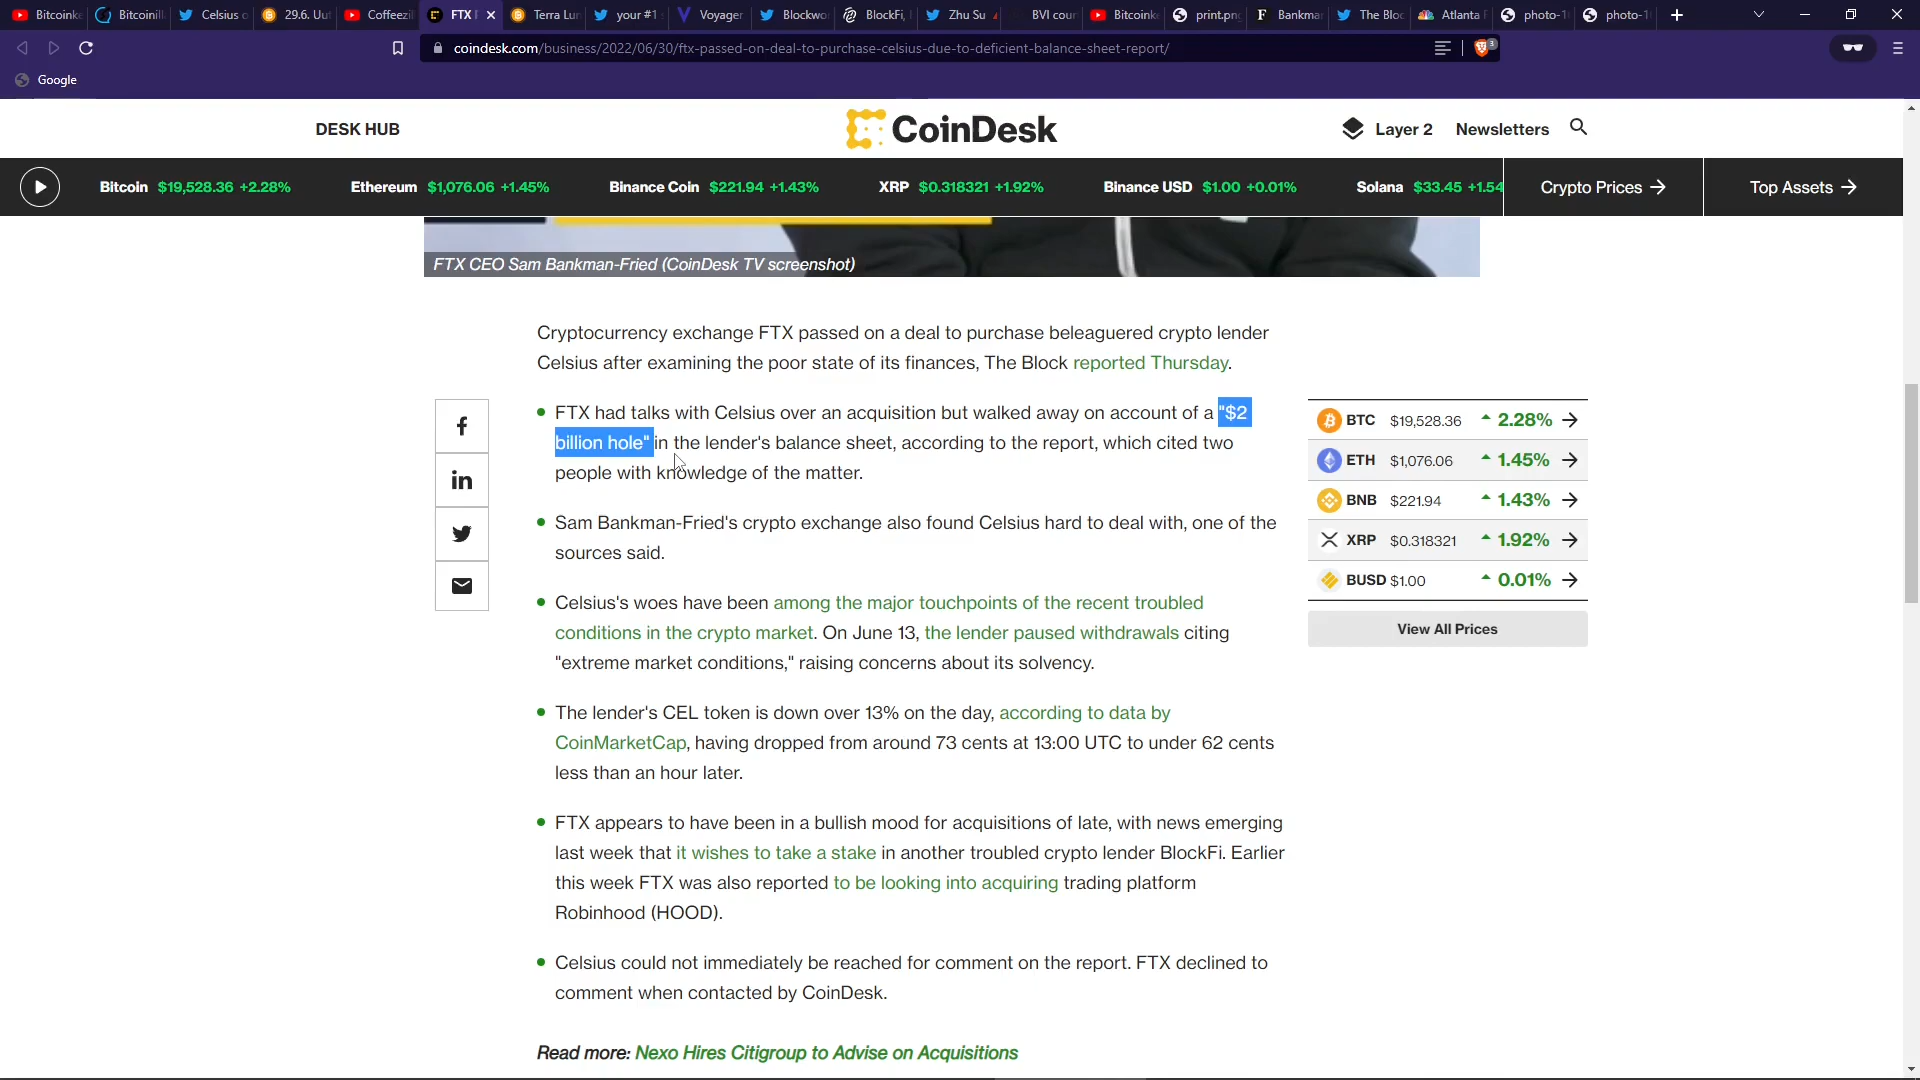 Bitcoinke
Bitcoinill
Celsius o
29.6. Uu
Coffeezil
FTX P
Terra Lun
your #1 s
Voyager
Blockwo
BlockFi, I
Zhu Su
BVI cour
Bitcoinke
print.png
Bankma
The Bloc
Atlanta F
photo-1
photo-1
coindesk.com/business/2022/06/30/ftx-passed-on-deal-to-purchase-celsius-due-to-deficient-balance-sheet-report/
3
Google
DESK HUB
CoinDesk
Layer 2
Newsletters
Bitcoin $19,528.36 +2.28%
Ethereum $1,076.06 +1.45%
Binance Coin $221.94 +1.43%
XRP $0.318321 +1.92%
Binance USD $1.00 +0.01%
Solana $33.45 +1.54
Crypto Prices →
Top Assets →
FTX CEO Sam Bankman-Fried (CoinDesk TV screenshot)
Cryptocurrency exchange FTX passed on a deal to purchase beleaguered crypto lender
Celsius after examining the poor state of its finances, The Block reported Thursday.
• FTX had talks with Celsius over an acquisition but walked away on account of a "$2
billion hole" in the lender's balance sheet, according to the report, which cited two
people with knowledge of the matter.
• Sam Bankman-Fried's crypto exchange also found Celsius hard to deal with, one of the
sources said.
• Celsius's woes have been among the major touchpoints of the recent troubled
conditions in the crypto market. On June 13, the lender paused withdrawals citing
"extreme market conditions," raising concerns about its solvency.
• The lender's CEL token is down over 13% on the day, according to data by
CoinMarketCap, having dropped from around 73 cents at 13:00 UTC to under 62 cents
less than an hour later.
• FTX appears to have been in a bullish mood for acquisitions of late, with news emerging
last week that it wishes to take a stake in another troubled crypto lender BlockFi. Earlier
this week FTX was also reported to be looking into acquiring trading platform
Robinhood (HOOD).
• Celsius could not immediately be reached for comment on the report. FTX declined to
comment when contacted by CoinDesk.
Read more: Nexo Hires Citigroup to Advise on Acquisitions
BTC $19,528.36 2.28% →
ETH $1,076.06 1.45% →
BNB $221.94 1.43% →
XRP $0.318321 1.92% →
BUSD $1.00 0.01% →
View All Prices